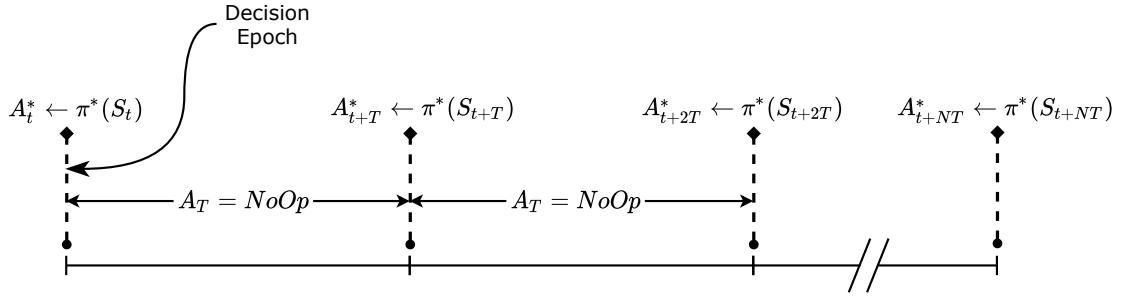 Decision
Epoch
A*_t ← π*(S_t)
A*_{t+T} ← π*(S_{t+T})
A*_{t+2T} ← π*(S_{t+2T})
A*_{t+NT} ← π*(S_{t+NT})
A_T = NoOp
A_T = NoOp